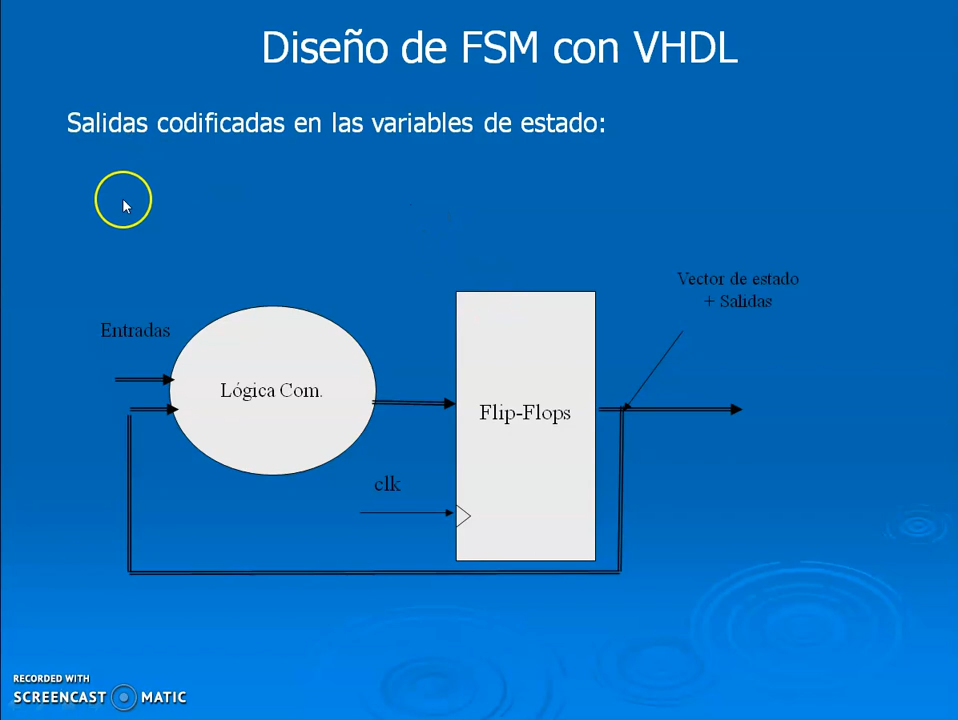 Diseño de FSM con VHDL
Salidas codificadas en las variables de estado:
Vector de estado
+ Salidas
Entradas
Lógica Com.
Flip-Flops
clk
RECORDED WITH
SCREENCAST MATIC